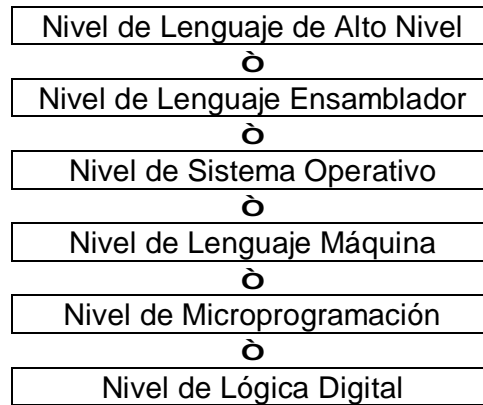 Nivel de Lenguaje de Alto Nivel
Ò
Nivel de Lenguaje Ensamblador
Ò
Nivel de Sistema Operativo
Ò
Nivel de Lenguaje Máquina
Ò
Nivel de Microprogramación
Ò
Nivel de Lógica Digital